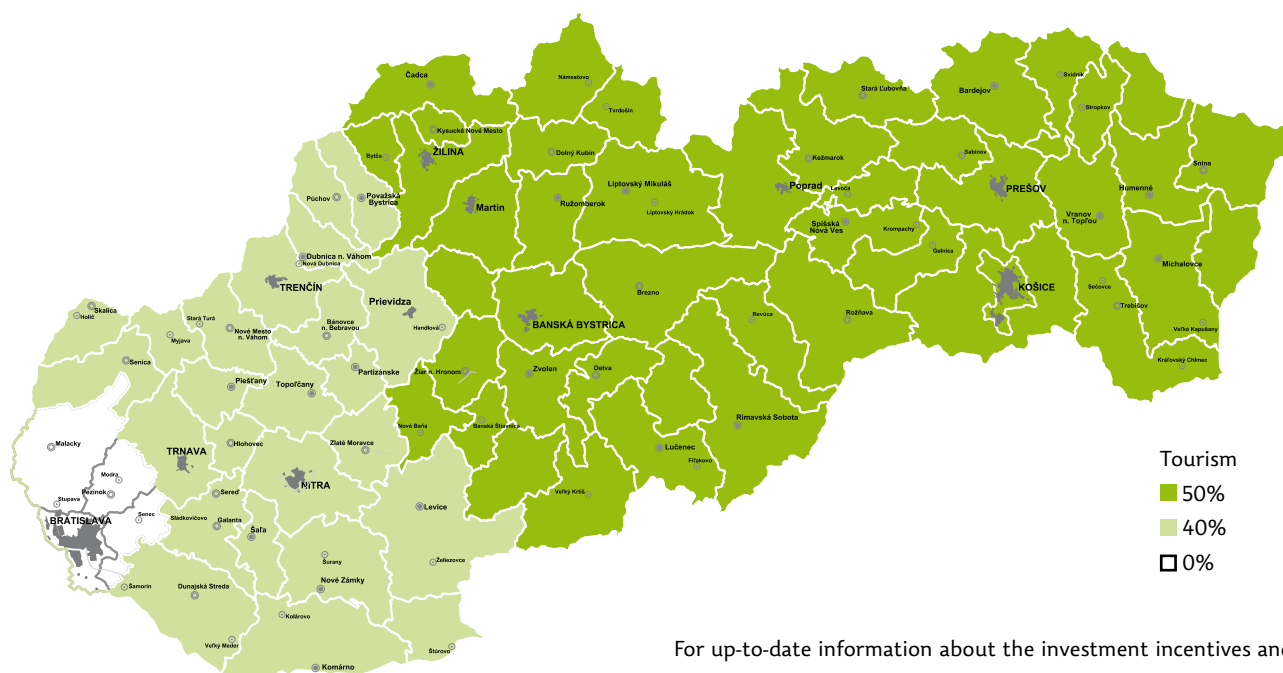 Čadca
Námestovo
Tvrdošín
Kysucké Nové Mesto
Bytča
ŽILINA
Dolný Kubín
Stará Ľubovňa
Bardejov
Svidník
Stropkov
Sabinov
Kežmarok
Poprad
Levoča
PREŠOV
Snina
Humenné
Vranov
n. Topľou
Púchov
Považská
Bystrica
Martin
Ružomberok
Liptovský Mikuláš
Liptovský Hrádok
Spišská
Nová Ves
Krompachy
Gelnica
Michalovce
Dubnica n. Váhom
Nová Dubnica
TRENČÍN
Prievidza
Handlová
Brezno
BANSKÁ BYSTRICA
Revúca
Rožňava
KOŠICE
Sečovce
Trebišov
Veľké Kapušany
Kráľovský Chlmec
Skalica
Holíč
Stará Turá
Myjava
Nové Mesto
n. Váhom
Bánovce
n. Bebravou
Senica
Piešťany
Topoľčany
Partizánske
Žiar n. Hronom
Zvolen
Detva
Nová Baňa
Banská Štiavnica
Rimavská Sobota
Lučenec
Fiľakovo
Veľký Krtíš
Malacky
Modra
Pezinok
Stupava
BRATISLAVA
Senec
TRNAVA
Hlohovec
Zlaté Moravce
NITRA
Sereď
Sládkovičovo
Galanta
Šaľa
Levice
Želiezovce
Šurany
Nové Zámky
Šamorín
Dunajská Streda
Kolárovo
Veľký Meder
Komárno
Štúrovo
Tourism
50%
40%
0%
For up-to-date information about the investment incentives and